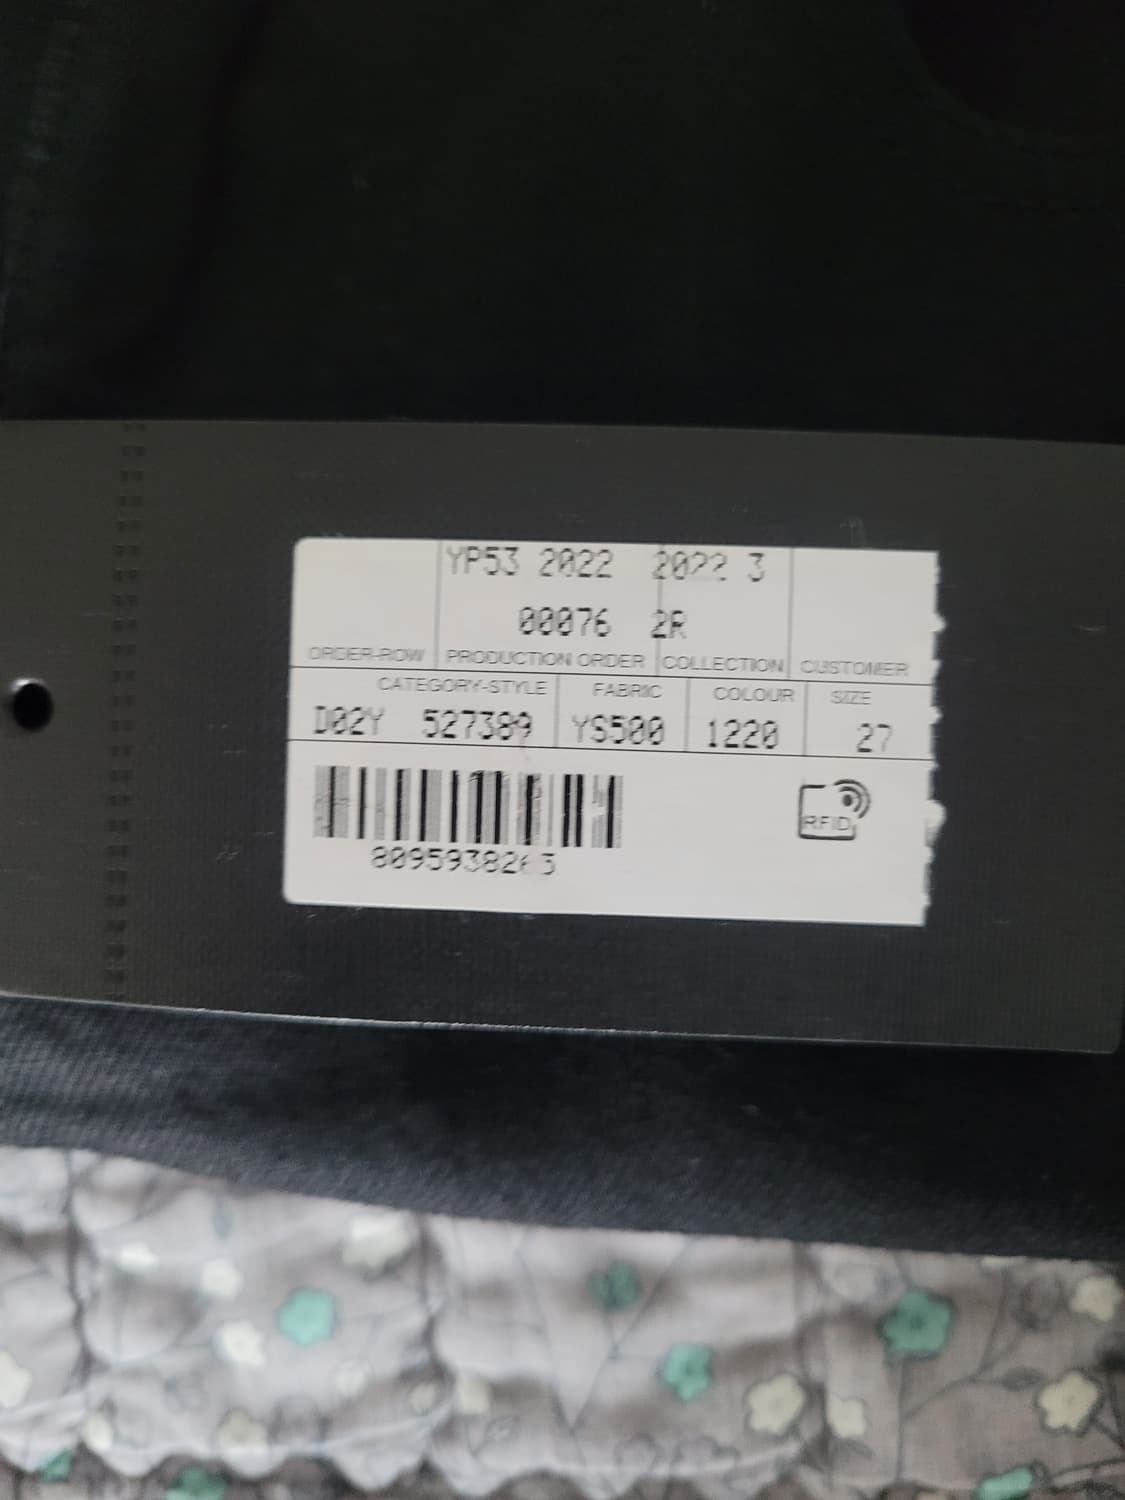 YP53 2022 2022 3
00076 2R
ORDER-ROW PRODUCTION ORDER COLLECTION CUSTOMER
CATEGORY-STYLE FABRIC COLOUR SIZE
D02Y 527389 YS500 1220 27
RFID